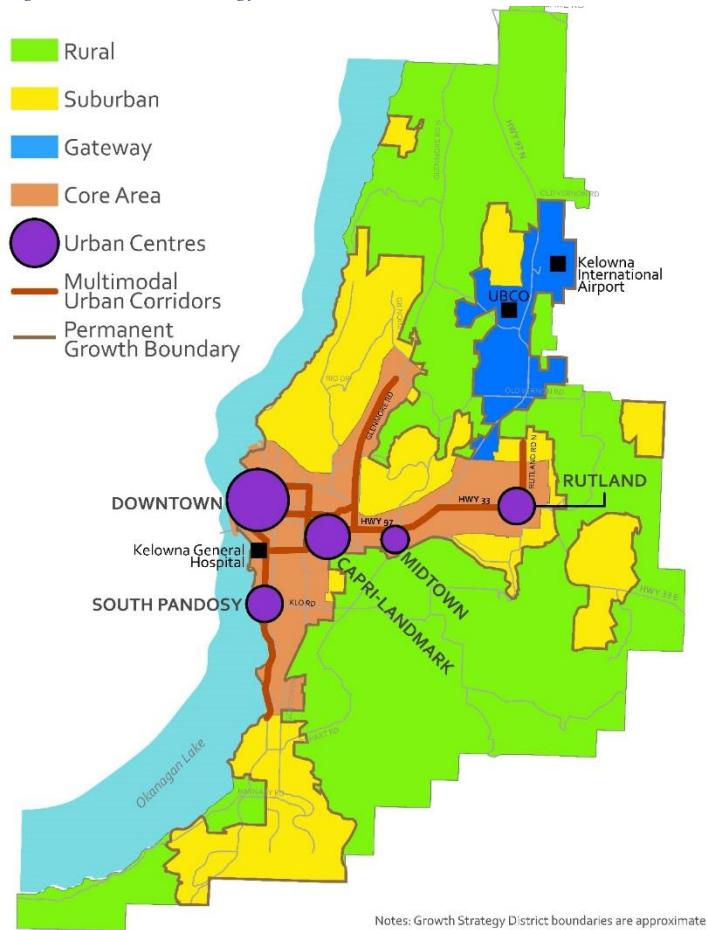 Rural
Suburban
Gateway
Core Area
Urban Centres
Multimodal
Urban Corridors
Permanent
Growth Boundary
HWY 97 N
OLD VERNON RD
Kelowna
International
Airport
UBCO
OLD VERNON RD
GLENMORE RD
RUTLAND RD N
RUTLAND
HWY 33
HWY 97
DOWNTOWN
Kelowna General
Hospital
MIDTOWN
CAPRI-LANDMARK
SOUTH PANDOSY
KLO RD
HWY 33 E
Okanagan Lake
Notes: Growth Strategy District boundaries are approximate